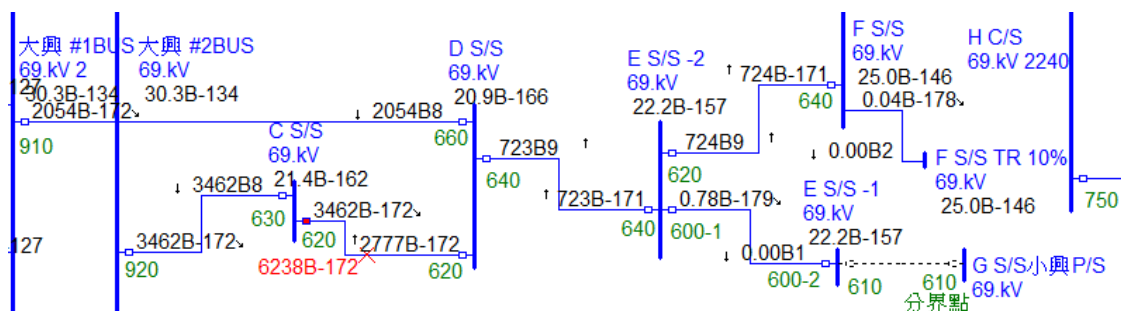 大興 #1BUS
69.kV 2
127
30.3B-134
2054B-172
910
127
大興 #2BUS
69.kV
30.3B-134
3462B-172
920
3462B8
C S/S
69.kV
21.4B-162
630
620
3462B-172
6238B-172
2777B-172
620
D S/S
69.kV
20.9B-166
2054B8
660
723B9
640
723B-171
640
E S/S -2
69.kV
22.2B-157
724B9
620
0.78B-179
600-1
724B-171
640
F S/S
69.kV
25.0B-146
0.04B-178
0.00B2
F S/S TR 10%
69.kV
25.0B-146
E S/S -1
69.kV
22.2B-157
0.00B1
600-2
610
610
分界點
G S/S小興P/S
69.kV
H C/S
69.kV 2240
750